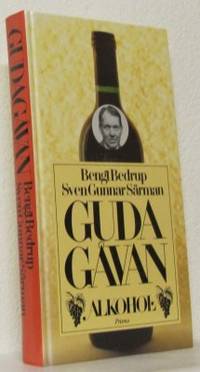 Bengt Bedrup
Sven Gunnar Särman
GUDA
GÅVAN
ALKOHOL
Prisma
GUDAGÅVAN
Bengt Bedrup
Sven Gunnar Särman